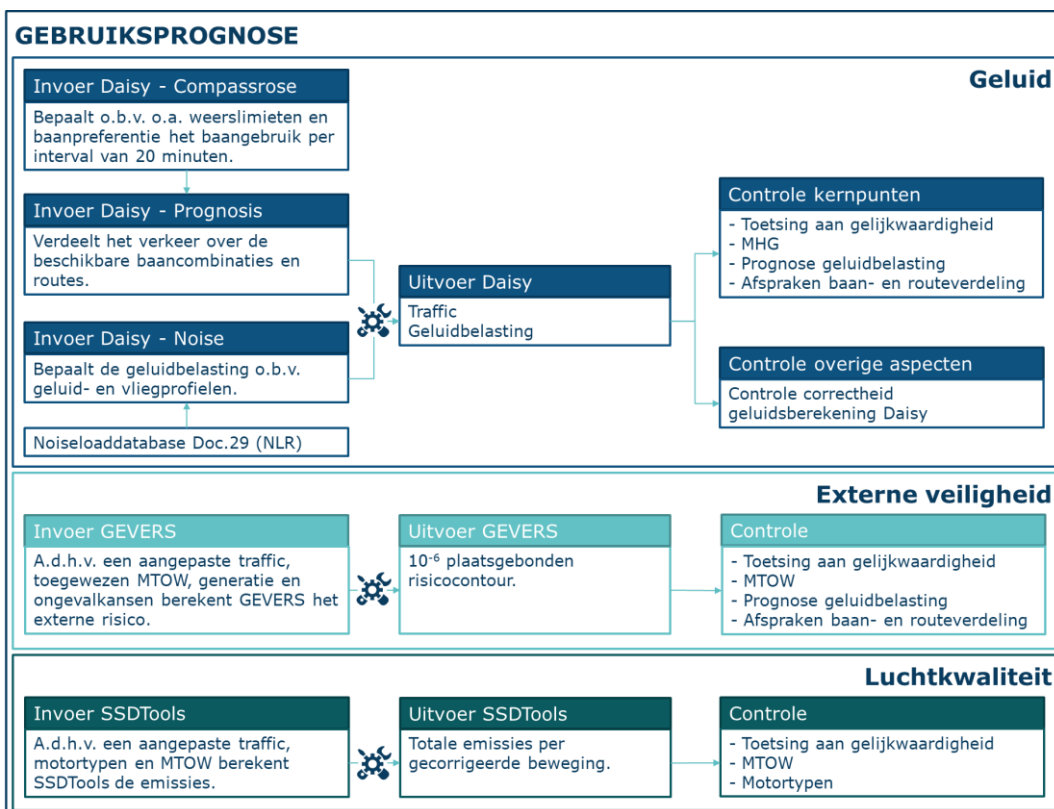 GEBRUIKSPROGNOSE
Geluid
Invoer Daisy - Compassrose
Bepaalt o.b.v. o.a. weerslimieten en
baanpreferentie het baangebruik per
interval van 20 minuten.
Invoer Daisy - Prognosis
Verdeelt het verkeer over de
beschikbare baancombinaties en
routes.
Invoer Daisy - Noise
Bepaalt de geluidbelasting o.b.v.
geluid- en vliegprofielen.
Noiseloaddatabase Doc.29 (NLR)
Uitvoer Daisy
Traffic
Geluidbelasting
Controle kernpunten
- Toetsing aan gelijkwaardigheid
- MHG
- Prognose geluidbelasting
- Afspraken baan- en routeverdeling
Controle overige aspecten
Controle correctheid
geluidsberekening Daisy
Externe veiligheid
Invoer GEVERS
A.d.h.v. een aangepaste traffic,
toegewezen MTOW, generatie en
ongevalkansen berekent GEVERS het
externe risico.
Uitvoer GEVERS
10⁻⁶ plaatsgebonden
risicocontour.
Controle
- Toetsing aan gelijkwaardigheid
- MTOW
- Prognose geluidbelasting
- Afspraken baan- en routeverdeling
Luchtkwaliteit
Invoer SSDTools
A.d.h.v. een aangepaste traffic,
motortypen en MTOW berekent
SSDTools de emissies.
Uitvoer SSDTools
Totale emissies per
gecorrigeerde beweging.
Controle
- Toetsing aan gelijkwaardigheid
- MTOW
- Motortypen